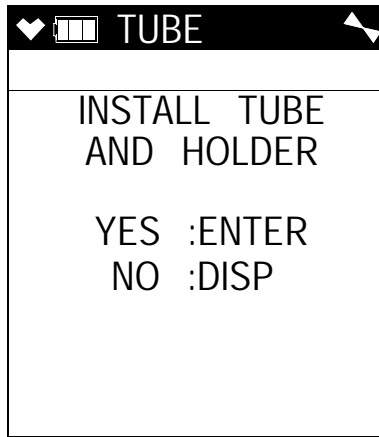 TUBE
INSTALL TUBE
AND HOLDER
YES :ENTER
NO :DISP